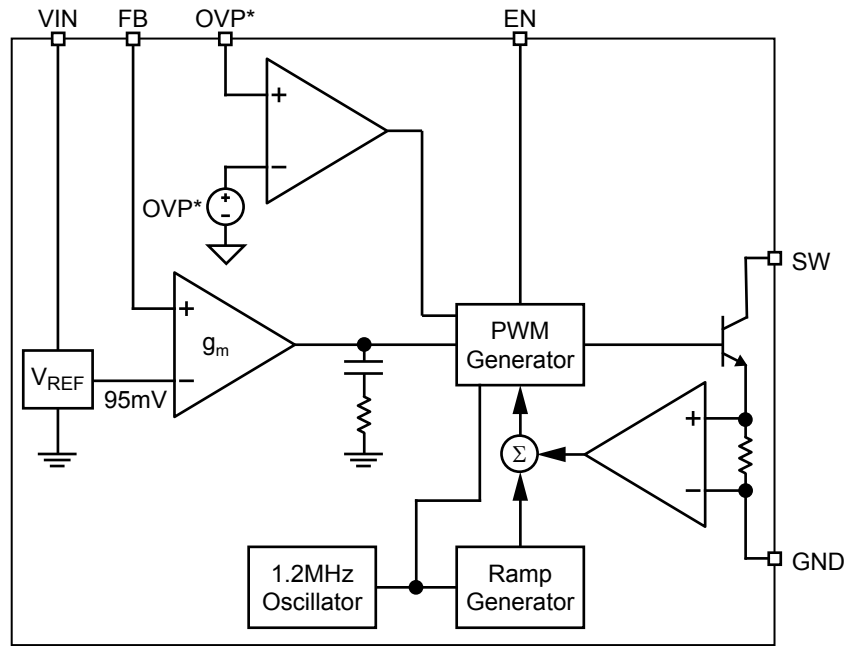 VIN FB OVP* EN
+
−
OVP*
+
−
SW
+
gm
−
VREF
95mV
PWM
Generator
+
−
Σ
GND
1.2MHz
Oscillator
Ramp
Generator